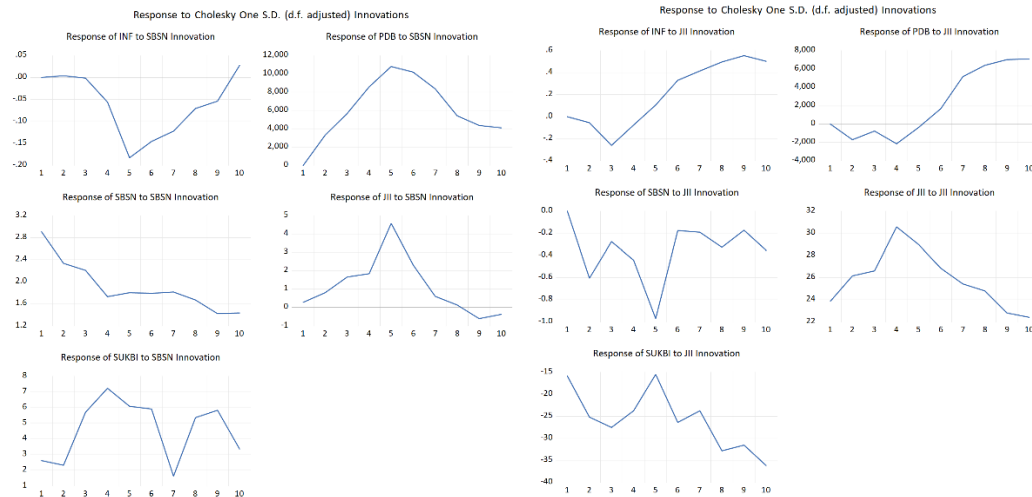 Response to Cholesky One S.D. (d.f. adjusted) Innovations
Response of INF to SBSN Innovation
.05
.00
-.05
-.10
-.15
-.20
1 2 3 4 5 6 7 8 9 10
Response of PDB to SBSN Innovation
12,000
10,000
8,000
6,000
4,000
2,000
0
1 2 3 4 5 6 7 8 9 10
Response of SBSN to SBSN Innovation
3.2
2.8
2.4
2.0
1.6
1.2
1 2 3 4 5 6 7 8 9 10
Response of JII to SBSN Innovation
5
4
3
2
1
0
-1
1 2 3 4 5 6 7 8 9 10
Response of SUKBI to SBSN Innovation
8
7
6
5
4
3
2
1
1 2 3 4 5 6 7 8 9 10
Response to Cholesky One S.D. (d.f. adjusted) Innovations
Response of INF to JII Innovation
.6
.4
.2
.0
-.2
-.4
1 2 3 4 5 6 7 8 9 10
Response of PDB to JII Innovation
8,000
6,000
4,000
2,000
0
-2,000
-4,000
1 2 3 4 5 6 7 8 9 10
Response of SBSN to JII Innovation
0.0
-0.2
-0.4
-0.6
-0.8
-1.0
1 2 3 4 5 6 7 8 9 10
Response of JII to JII Innovation
32
30
28
26
24
22
1 2 3 4 5 6 7 8 9 10
Response of SUKBI to JII Innovation
-15
-20
-25
-30
-35
-40
1 2 3 4 5 6 7 8 9 10